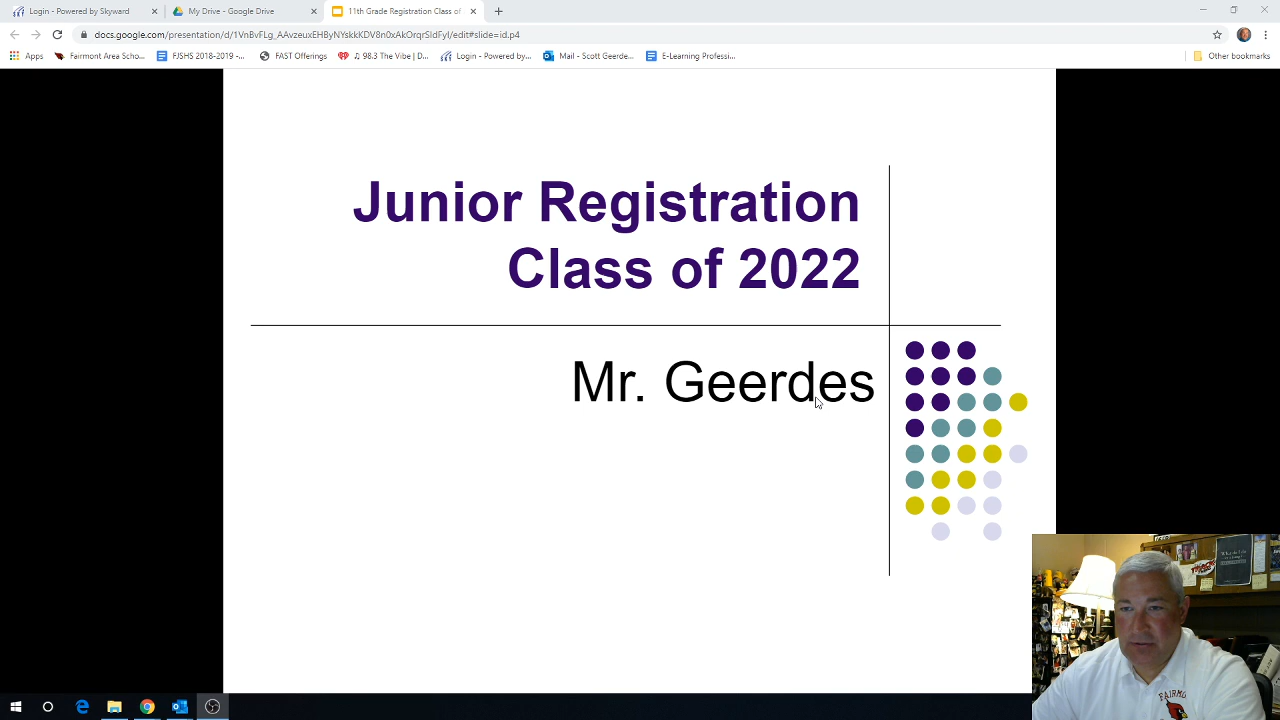 Login - Powered by Skyward
My Drive - Google Drive
11th Grade Registration Class of
docs.google.com/presentation/d/1VnBvFLg_AAvzeuxEHByNYskkKDV8n0xAkOrqrSIdFyI/edit#slide=id.p4
Apps
Fairmont Area Scho...
FJSHS 2018-2019 -...
FAST Offerings
♫ 98.3 The Vibe | D...
Login - Powered by...
Mail - Scott Geerde...
E-Learning Professi...
Other bookmarks
Junior Registration
Class of 2022
Mr. Geerdes